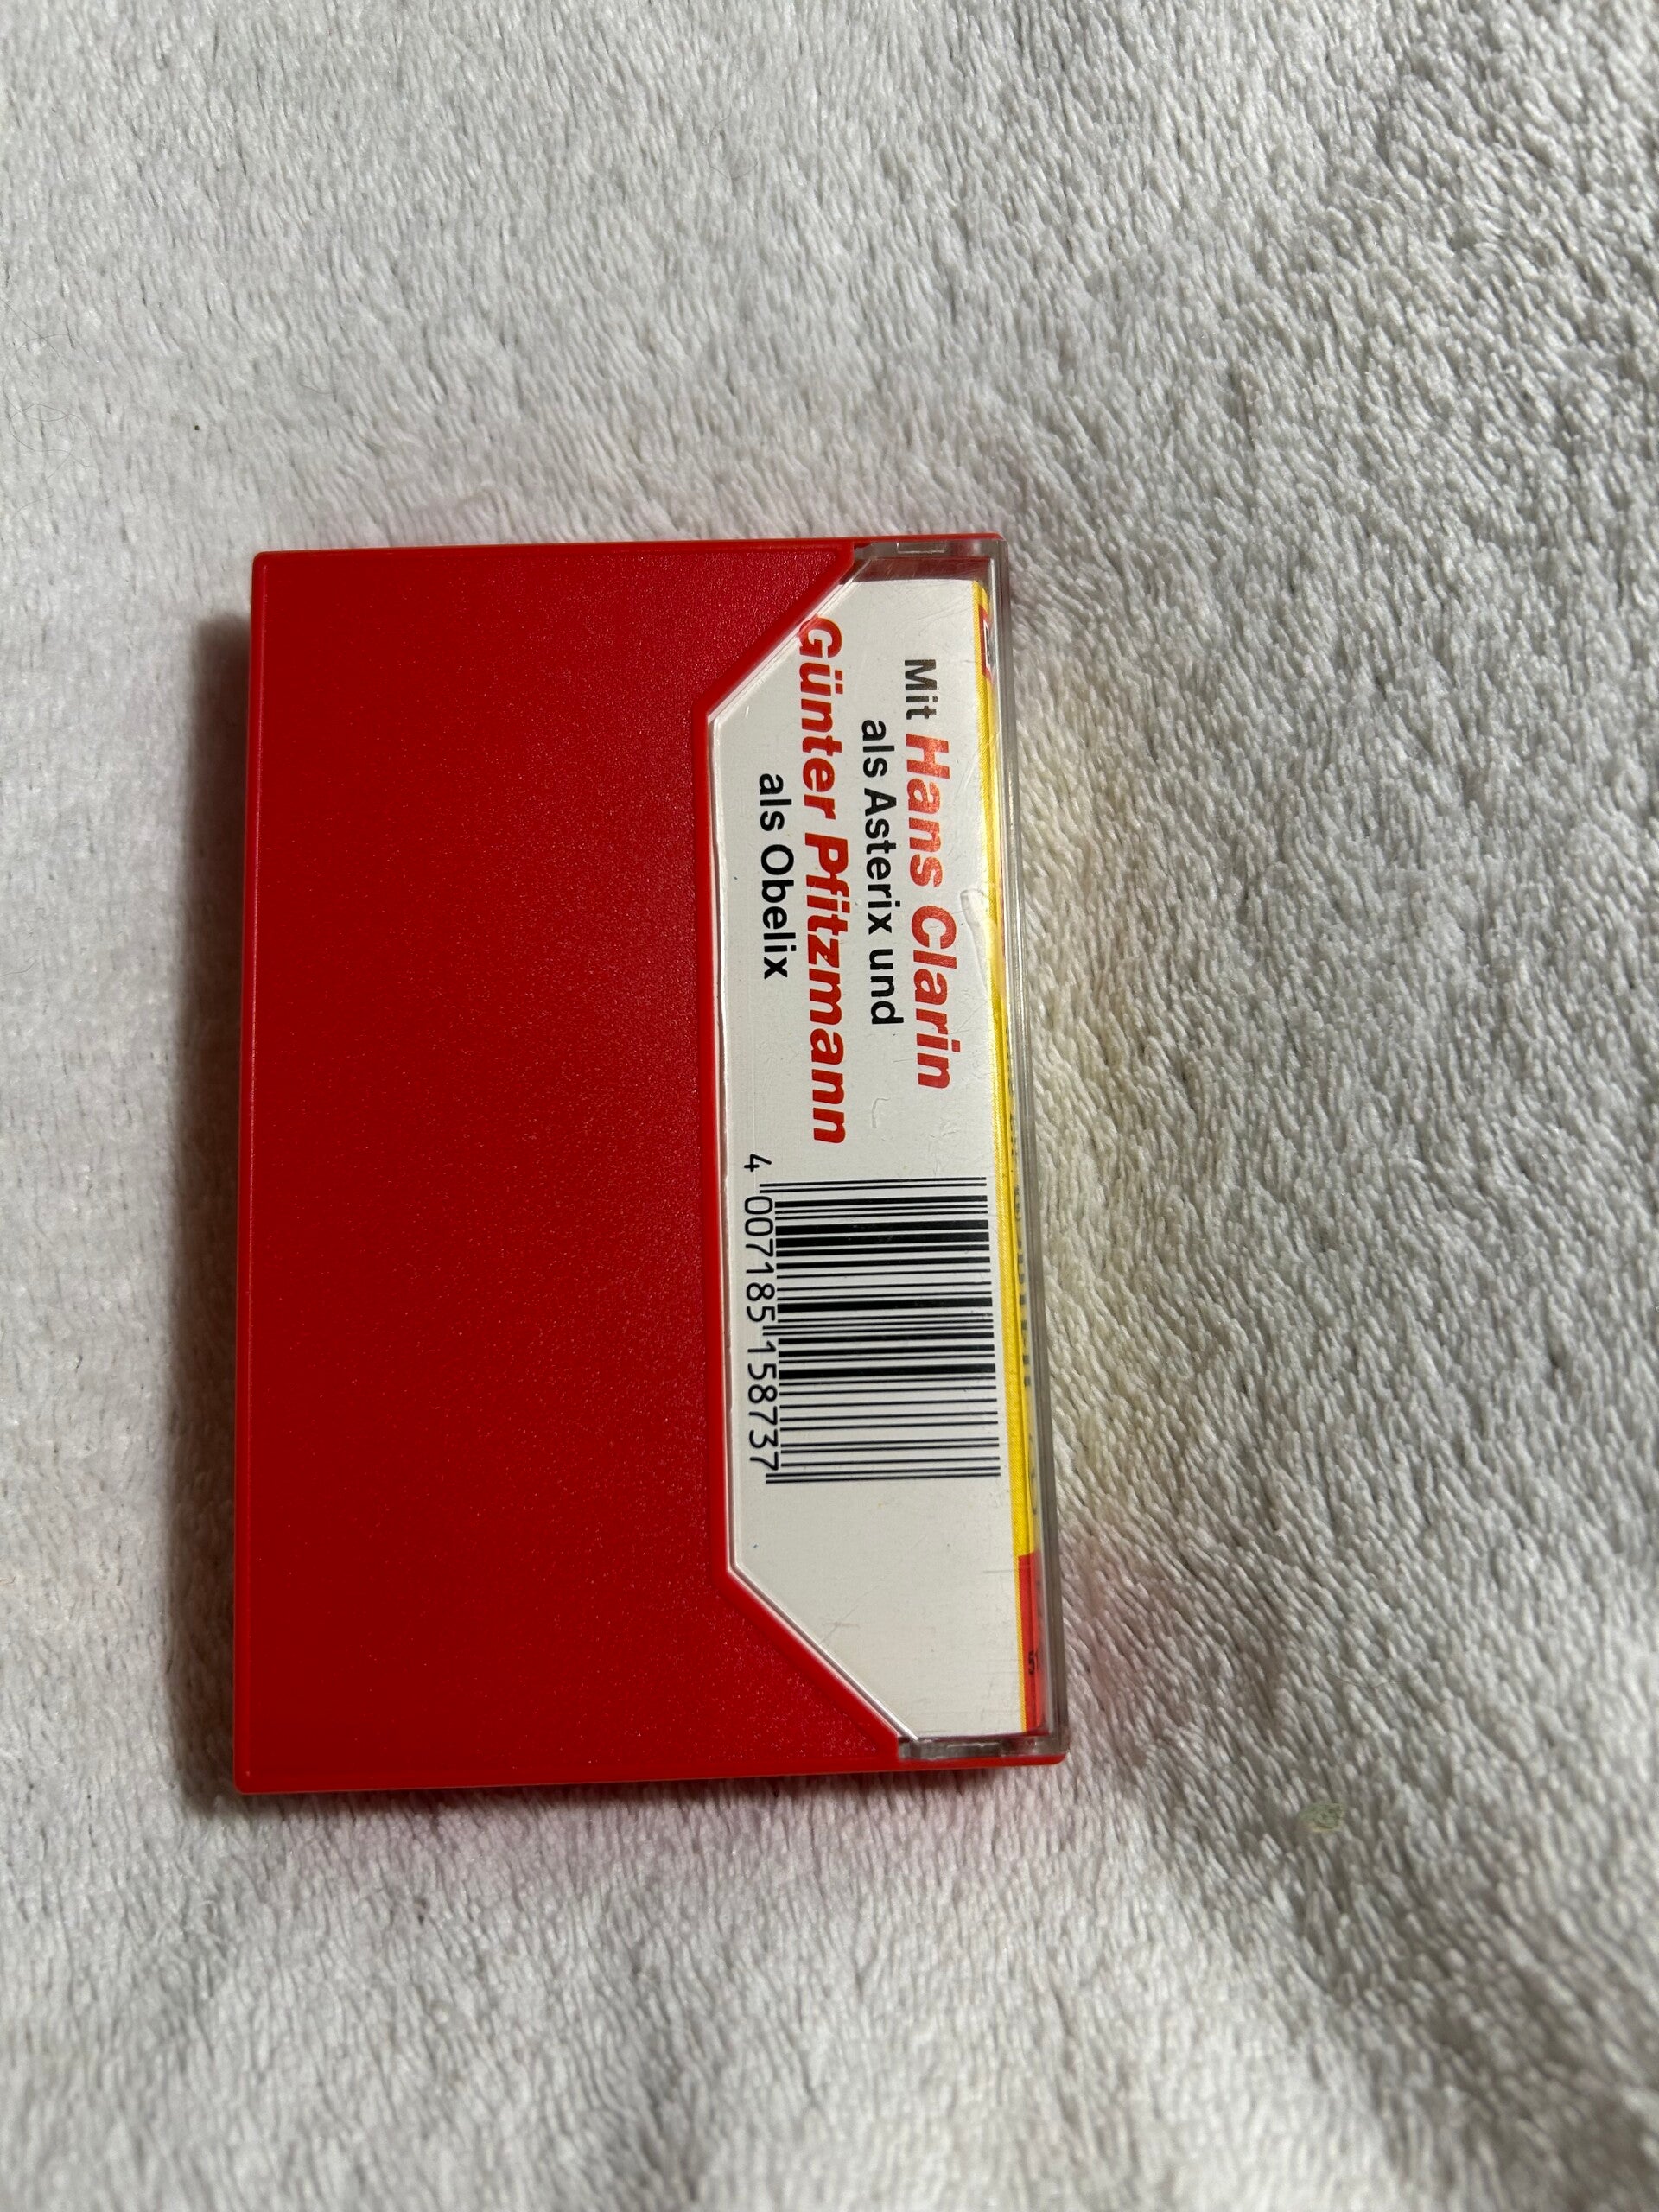 Mit Hans Clarin
als Asterix und
Günter Pfitzmann
als Obelix
4 007185 158737